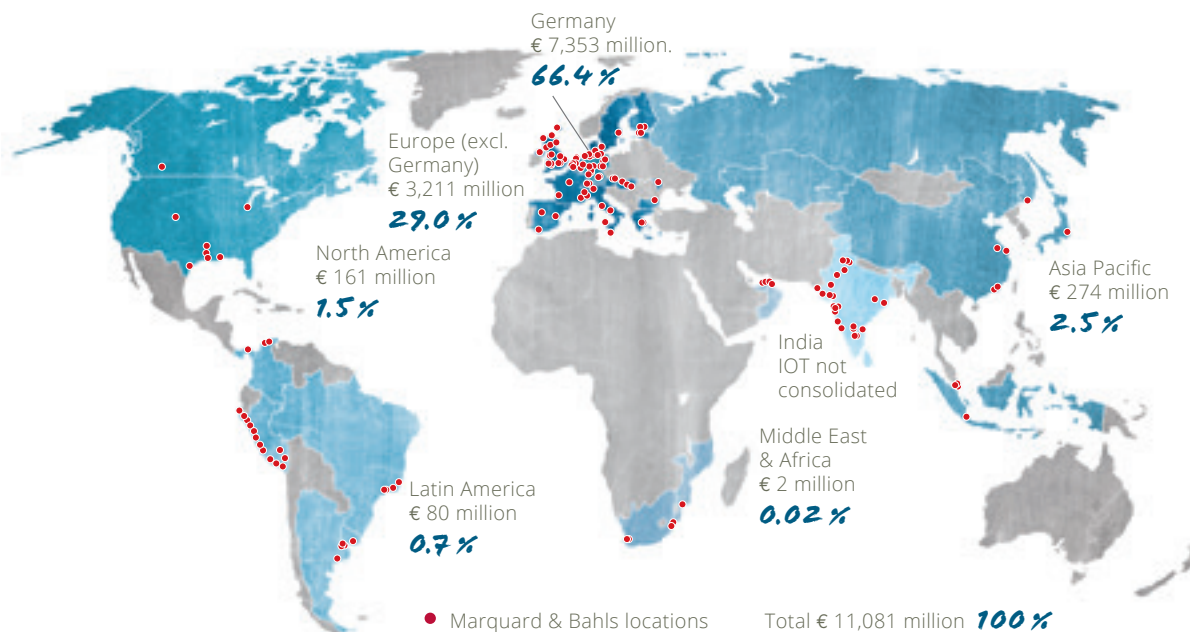 Germany
€ 7,353 million.
66.4 %
Europe (excl.
Germany)
€ 3,211 million
29.0 %
North America
€ 161 million
1.5 %
Asia Pacific
€ 274 million
2.5 %
India
IOT not
consolidated
Middle East
& Africa
€ 2 million
0.02 %
Latin America
€ 80 million
0.7 %
Marquard & Bahls locations
Total € 11,081 million 100 %